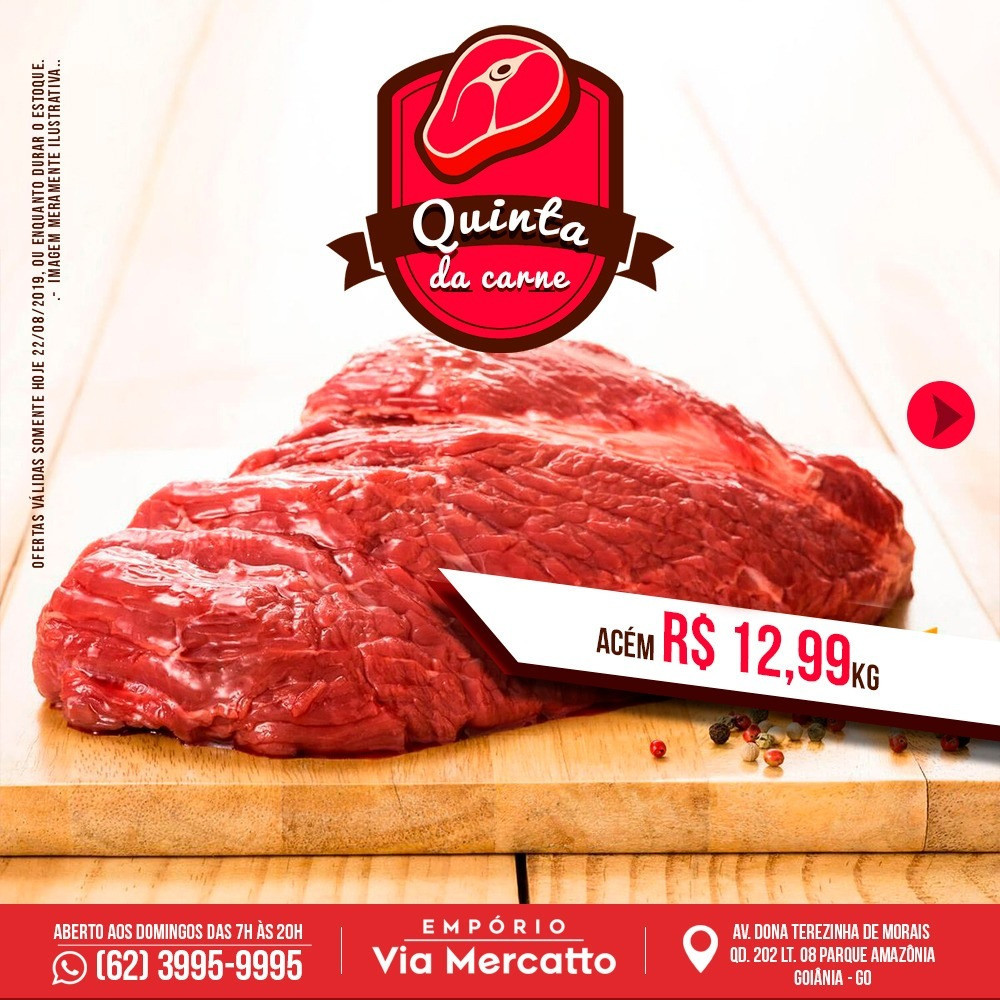 Quinta
da carne
OFERTAS VÁLLIDAS SOMENTE HOJE 22/08/2019, OU ENQUANTO DURAR O ESTOQUE.
.- IMAGEM MERAMENTE ILUSTRATIVA..
ACÉM R$ 12,99KG
ABERTO AOS DOMINGOS DAS 7H ÀS 20H
(62) 3995-9995
EMPÓRIO
Via Mercatto
AV. DONA TEREZINHA DE MORAIS
QD. 202 LT. 08 PARQUE AMAZÔNIA
GOIÂNIA - GO